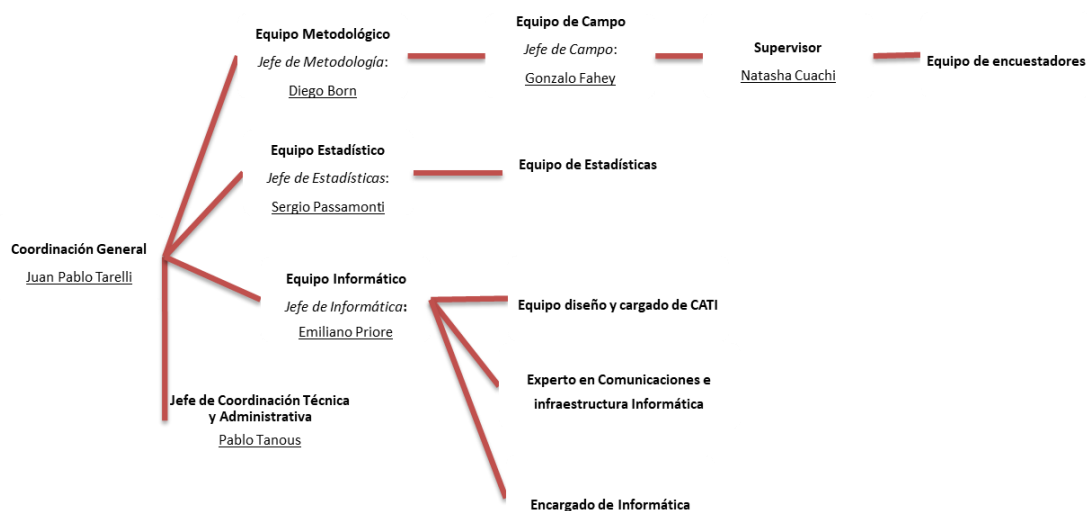 Equipo Metodológico
Jefe de Metodología:
Diego Born
Equipo de Campo
Jefe de Campo:
Gonzalo Fahey
Supervisor
Natasha Cuachi
Equipo de encuestadores
Equipo Estadístico
Jefe de Estadísticas:
Sergio Passamonti
Equipo de Estadísticas
Coordinación General
Juan Pablo Tarelli
Equipo Informático
Jefe de Informática:
Emiliano Priore
Equipo diseño y cargado de CATI
Experto en Comunicaciones e
infraestructura Informática
Encargado de Informática
Jefe de Coordinación Técnica
y Administrativa
Pablo Tanous